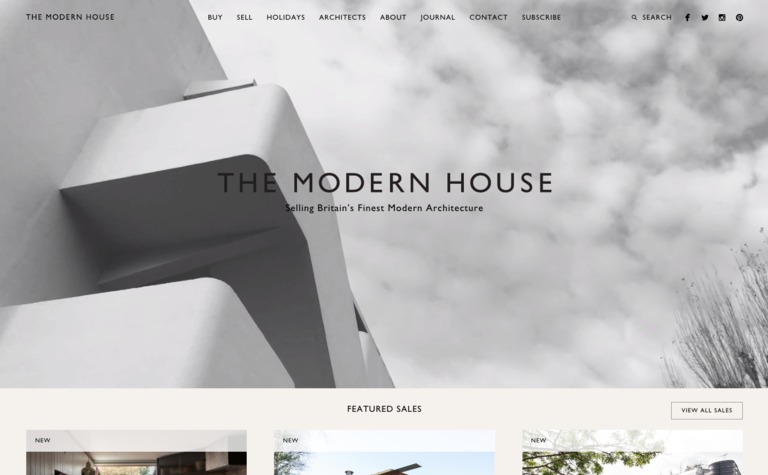 THE MODERN HOUSE
BUY SELL HOLIDAYS ARCHITECTS ABOUT JOURNAL CONTACT SUBSCRIBE
SEARCH
THE MODERN HOUSE
Selling Britain's Finest Modern Architecture
FEATURED SALES
VIEW ALL SALES
NEW
NEW
NEW